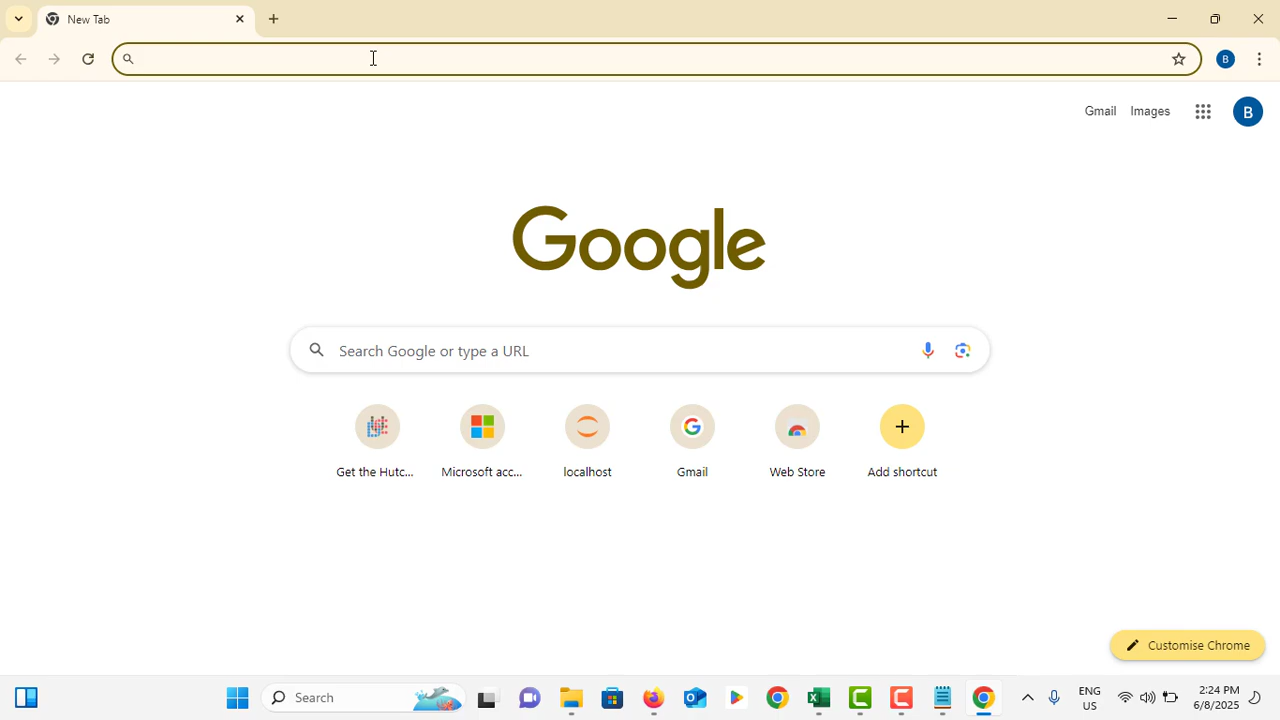 New Tab
B
Gmail
Images
B
Google
Search Google or type a URL
Get the Hutc...
Microsoft acc...
localhost
Gmail
Web Store
Add shortcut
Customise Chrome
Search
ENG
US
2:24 PM
6/8/2025